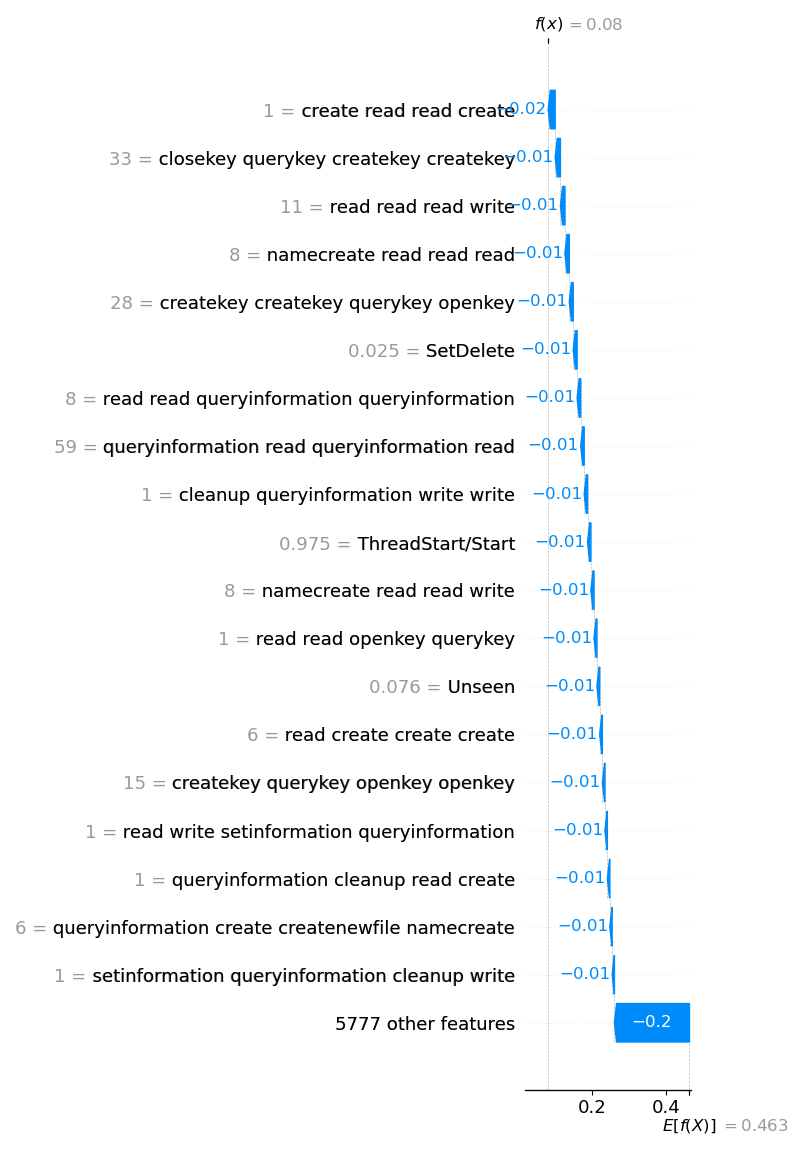 f(x) = 0.08
1 = create read read create −0.02
33 = closekey querykey createkey createkey −0.01
11 = read read read write −0.01
8 = namecreate read read read −0.01
28 = createkey createkey querykey openkey −0.01
0.025 = SetDelete −0.01
8 = read read queryinformation queryinformation −0.01
59 = queryinformation read queryinformation read −0.01
1 = cleanup queryinformation write write −0.01
0.975 = ThreadStart/Start −0.01
8 = namecreate read read write −0.01
1 = read read openkey querykey −0.01
0.076 = Unseen −0.01
6 = read create create create −0.01
15 = createkey querykey openkey openkey −0.01
1 = read write setinformation queryinformation −0.01
1 = queryinformation cleanup read create −0.01
6 = queryinformation create createnewfile namecreate −0.01
1 = setinformation queryinformation cleanup write −0.01
5777 other features −0.2
0.2 0.4
E[f(X)] = 0.463